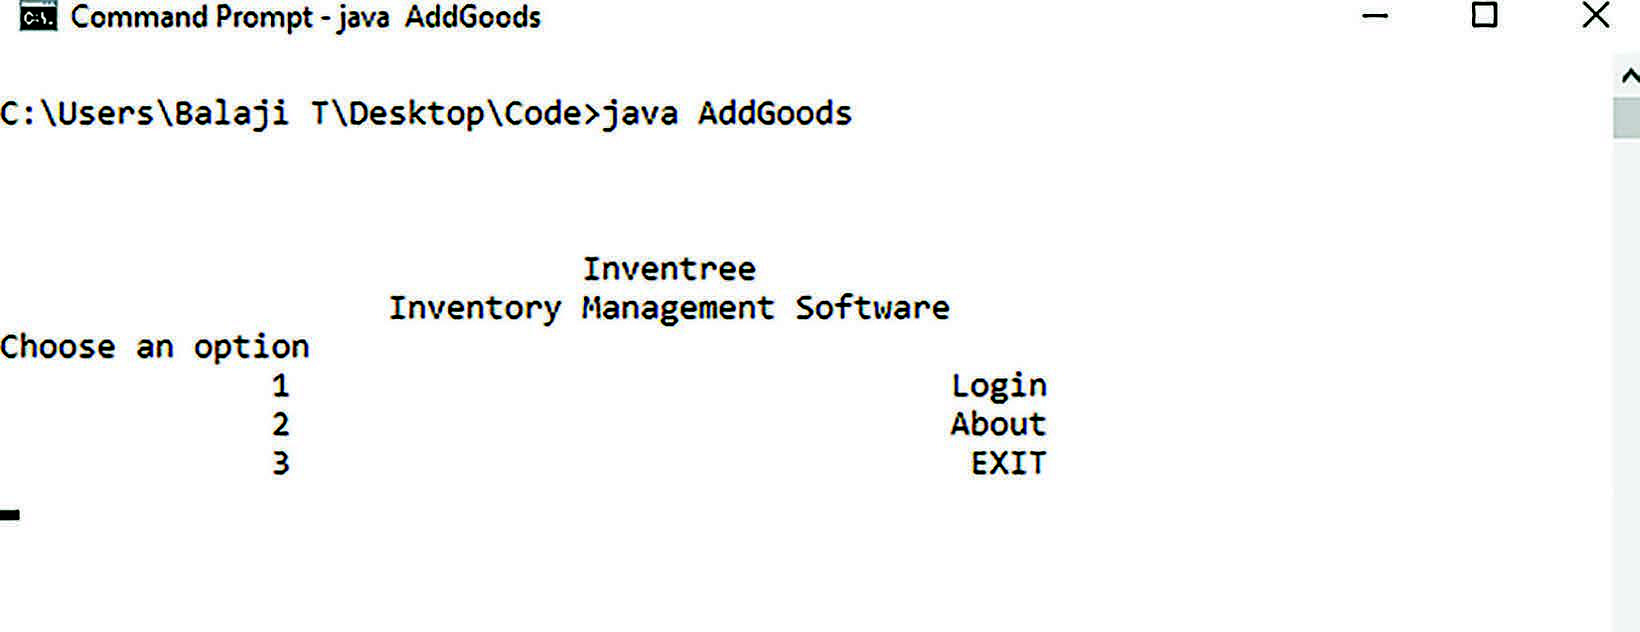 Command Prompt - java AddGoods
C:\Users\Balaji T\Desktop\Code>java AddGoods
Inventree
Inventory Management Software
Choose an option
1 Login
2 About
3 EXIT